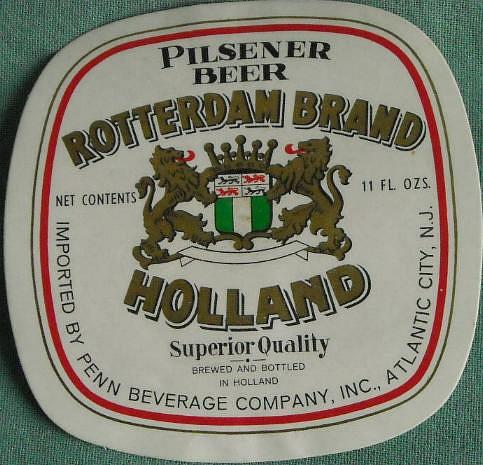 PILSENER
BEER
ROTTERDAM BRAND
NET CONTENTS 11 FL. OZS.
HOLLAND
Superior Quality
BREWED AND BOTTLED
IN HOLLAND
IMPORTED BY PENN BEVERAGE COMPANY, INC., ATLANTIC CITY, N.J.